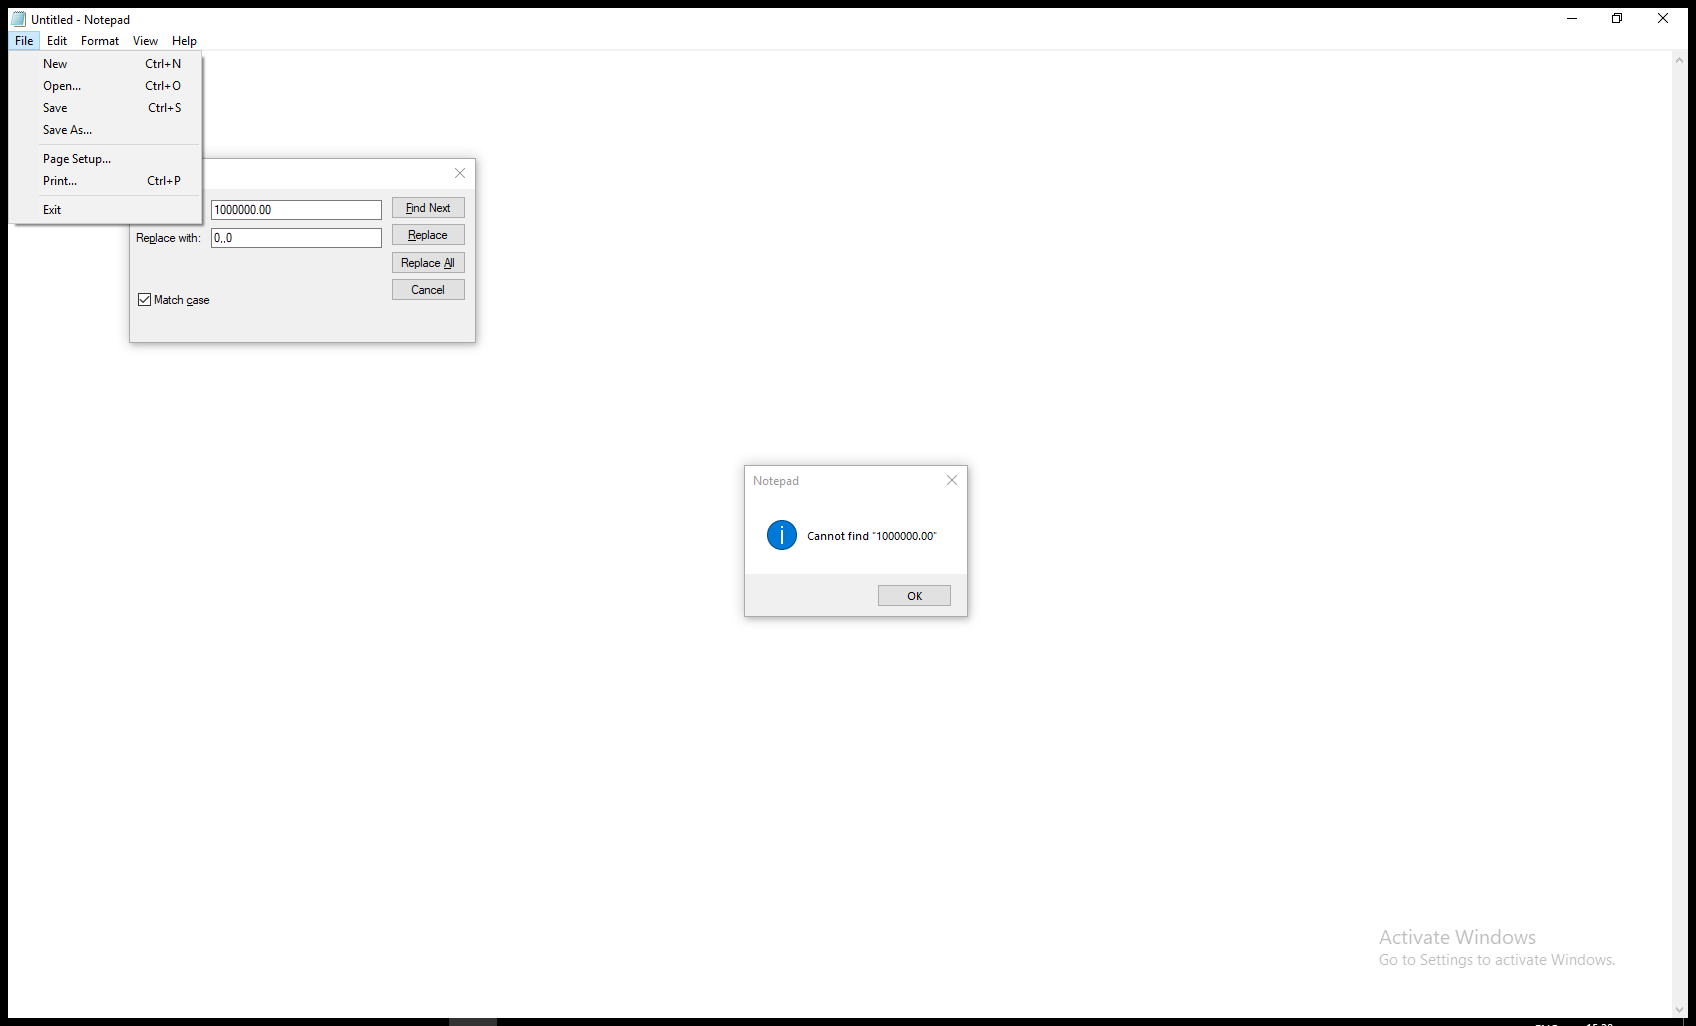 Untitled - Notepad
File Edit Format View Help
New Ctrl+N
Open... Ctrl+O
Save Ctrl+S
Save As...
Page Setup...
Print... Ctrl+P
Exit
1000000.00
Find Next
Replace with: 0,,0
Replace
Replace All
Cancel
Match case
Notepad
Cannot find "1000000.00"
OK
Activate Windows
Go to Settings to activate Windows.